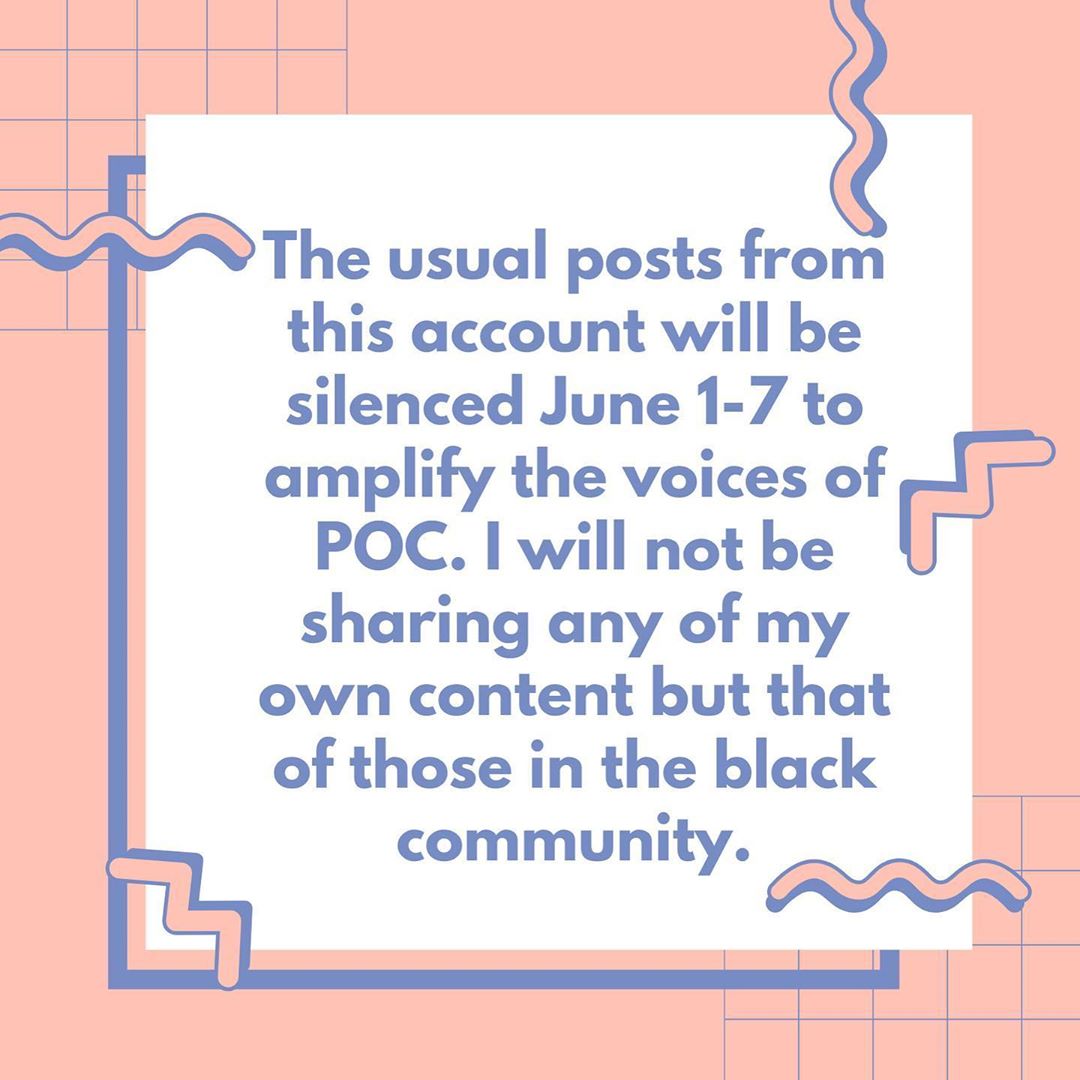 The usual posts from
this account will be
silenced June 1-7 to
amplify the voices of
POC. I will not be
sharing any of my
own content but that
of those in the black
community.